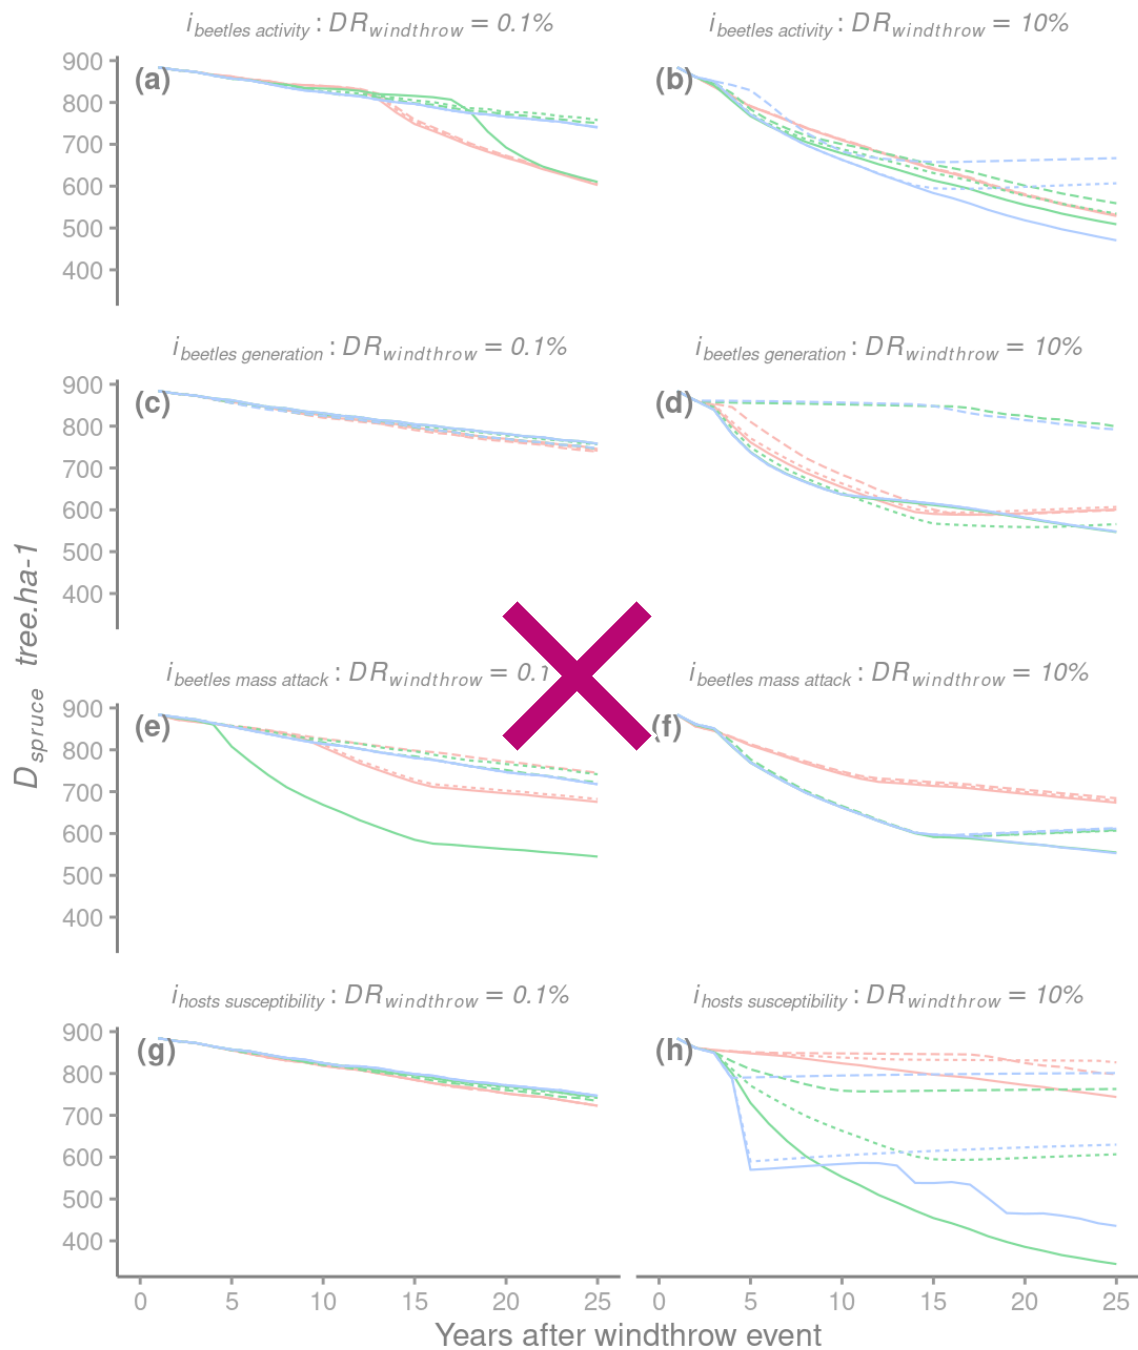 i beetles activity : DR windthrow = 0.1%
i beetles activity : DR windthrow = 10%
(a)
(b)
900
800
700
600
500
400
i beetles generation : DR windthrow = 0.1%
i beetles generation : DR windthrow = 10%
(c)
(d)
900
800
700
600
500
400
D spruce tree.ha-1
i beetles mass attack : DR windthrow = 0.1
i beetles mass attack : DR windthrow = 10%
(e)
(f)
900
800
700
600
500
400
i hosts susceptibility : DR windthrow = 0.1%
i hosts susceptibility : DR windthrow = 10%
(g)
(h)
900
800
700
600
500
400
0 5 10 15 20 25
0 5 10 15 20 25
Years after windthrow event